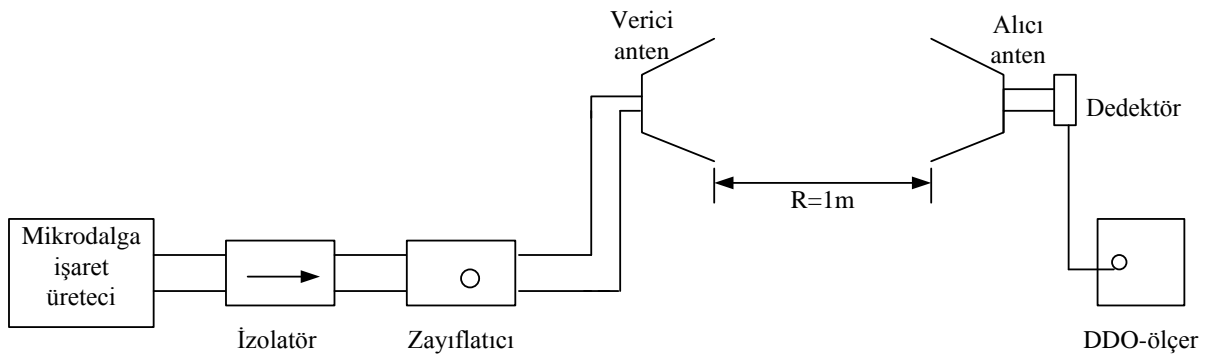 Verici
anten
Alıcı
anten
Dedektör
R=1m
Mikrodalga
işaret
üreteci
İzolatör
Zayıflatıcı
DDO-ölçer